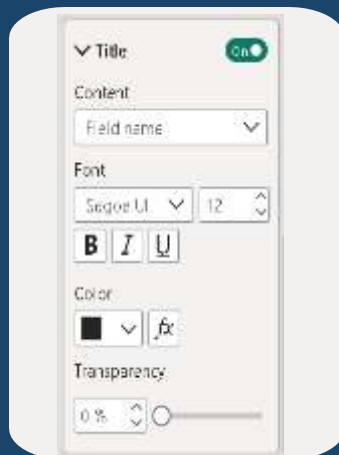 Title On
Content
Field name
Font
Segoe UI 12
B I U
Color
fx
Transparency
0 %